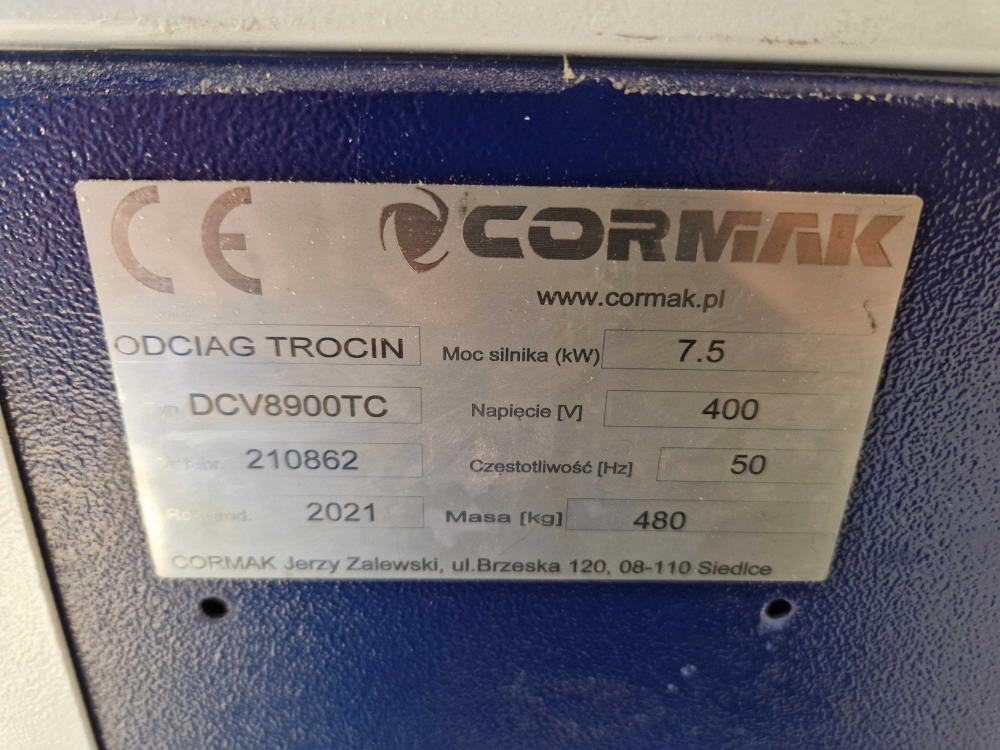 CE CORMAK
www.cormak.pl
ODCIAG TROCIN Moc silnika (kW) 7.5
DCV8900TC Napięcie [V] 400
210862 Częstotliwość [Hz] 50
2021 Masa [kg] 480
CORMAK Jerzy Zalewski, ul.Brzeska 120, 08-110 Siedlce